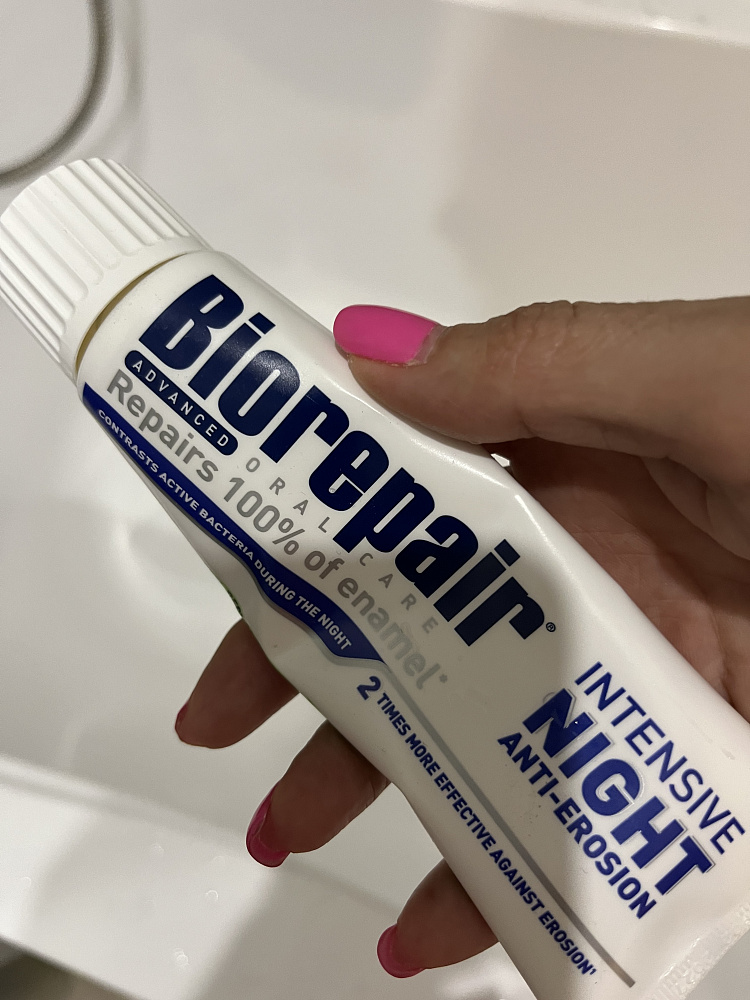 Biorepair®
ADVANCED
ORAL CARE
Repairs 100% of enamel*
CONTRASTS ACTIVE BACTERIA DURING THE NIGHT
2 TIMES MORE EFFECTIVE AGAINST EROSION¹
INTENSIVE
NIGHT
ANTI-EROSION